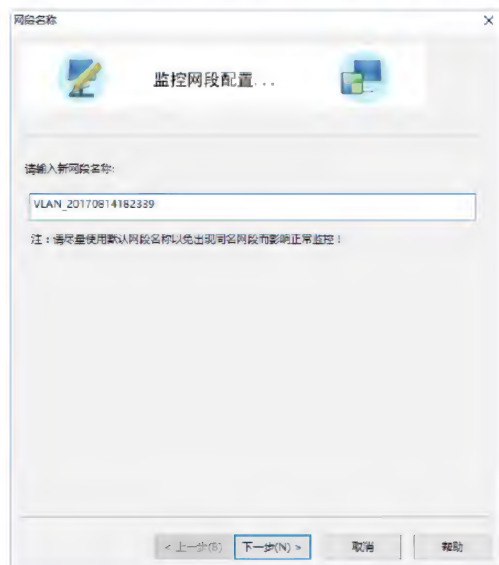 网段名称
监控网段配置...
请输入新网段名称:
VLAN_20170814182339
注：请尽量使用默认网段名称以免出现同名网段而影响正常监控！
< 上一步(B)
下一步(N) >
取消
帮助